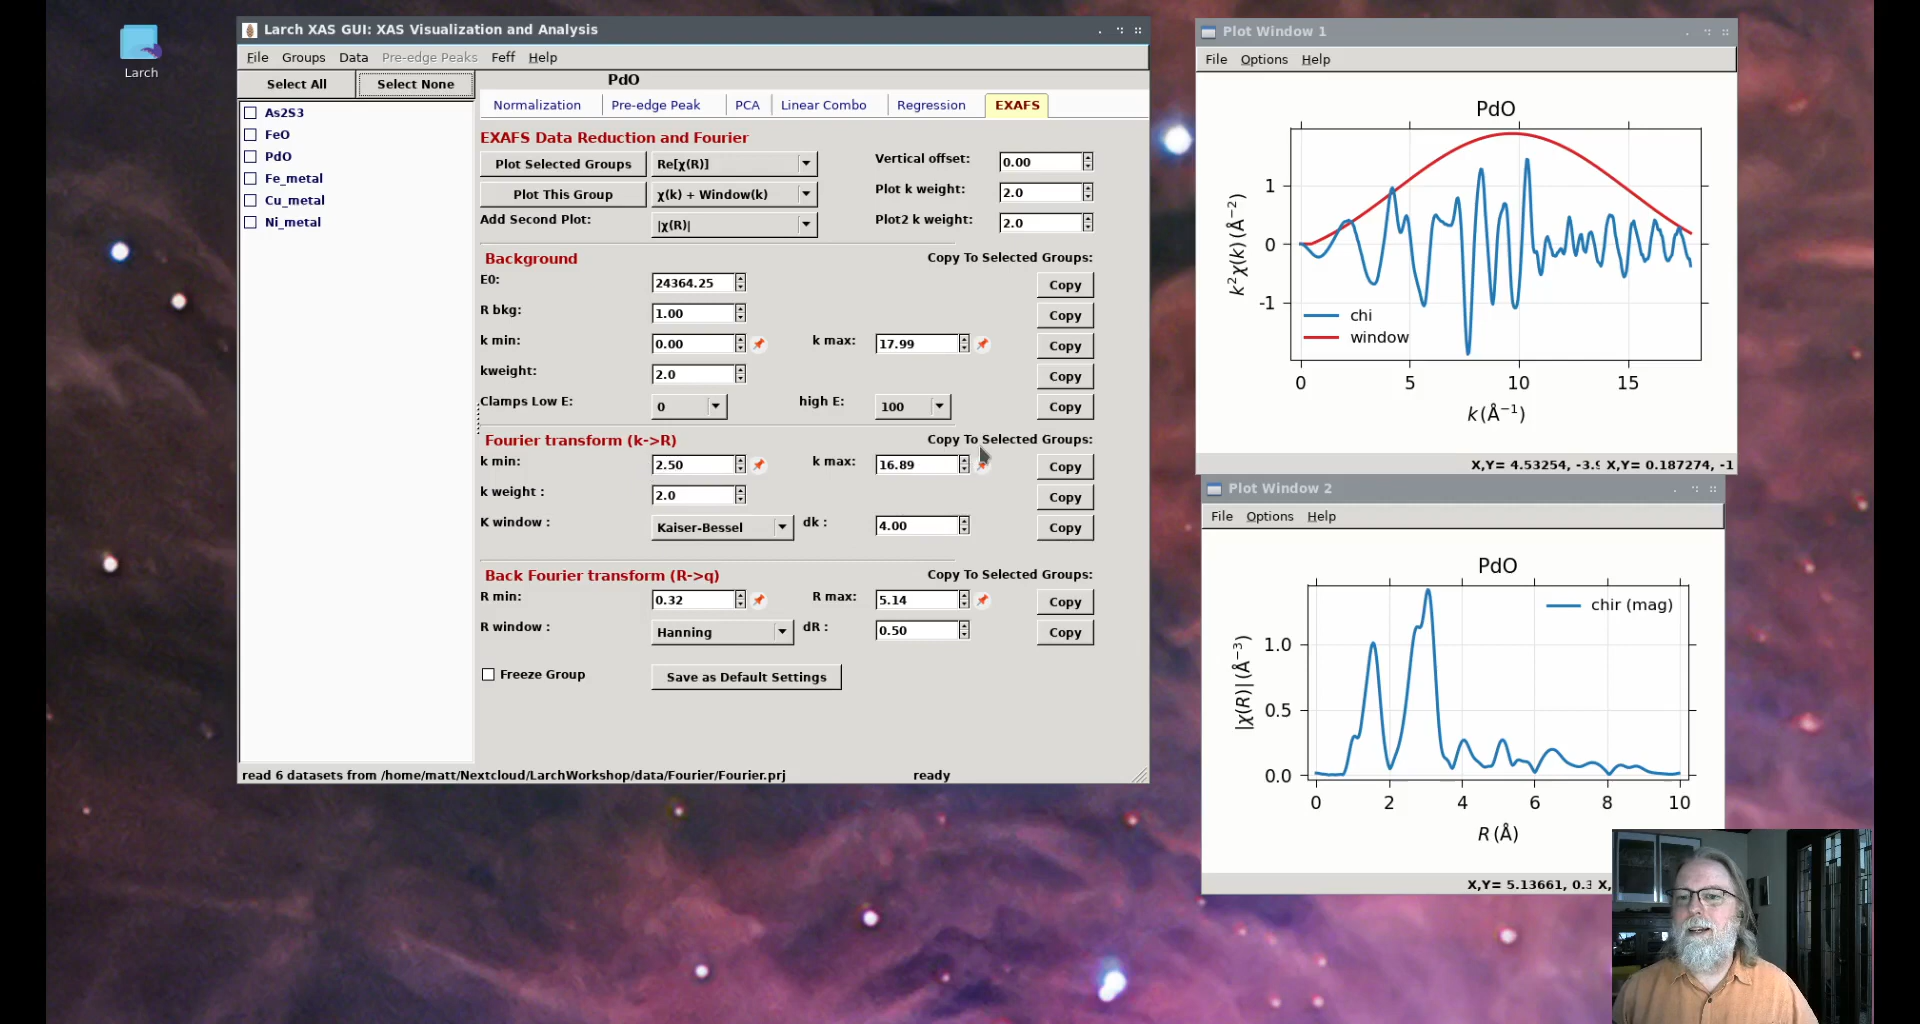 Larch
Larch XAS GUI: XAS Visualization and Analysis
File Groups Data Pre-edge Peaks Feff Help
Select All Select None
As2S3
FeO
PdO
Fe_metal
Cu_metal
Ni_metal
PdO
Normalization Pre-edge Peak PCA Linear Combo Regression EXAFS
EXAFS Data Reduction and Fourier
Plot Selected Groups Re[χ(R)] Vertical offset: 0.00
Plot This Group χ(k) + Window(k) Plot k weight: 2.0
Add Second Plot: |χ(R)| Plot2 k weight: 2.0
Background Copy To Selected Groups:
E0: 24364.25 Copy
R bkg: 1.00 Copy
k min: 0.00 k max: 17.99 Copy
kweight: 2.0 Copy
Clamps Low E: 0 high E: 100 Copy
Fourier transform (k->R) Copy To Selected Groups:
k min: 2.50 k max: 16.89 Copy
k weight : 2.0 Copy
K window : Kaiser-Bessel dk : 4.00 Copy
Back Fourier transform (R->q) Copy To Selected Groups:
R min: 0.32 R max: 5.14 Copy
R window : Hanning dR : 0.50 Copy
Freeze Group Save as Default Settings
read 6 datasets from /home/matt/Nextcloud/LarchWorkshop/data/Fourier/Fourier.prj ready
Plot Window 1
File Options Help
PdO
k²χ(k) (Å⁻²)
1
0
-1
chi
window
0 5 10 15
k (Å⁻¹)
X,Y= 4.53254, -3.9 X,Y= 0.187274, -1
Plot Window 2
File Options Help
PdO
chir (mag)
|χ(R)| (Å⁻³)
1.0
0.5
0.0
0 2 4 6 8 10
R (Å)
X,Y= 5.13661, 0.3 X,